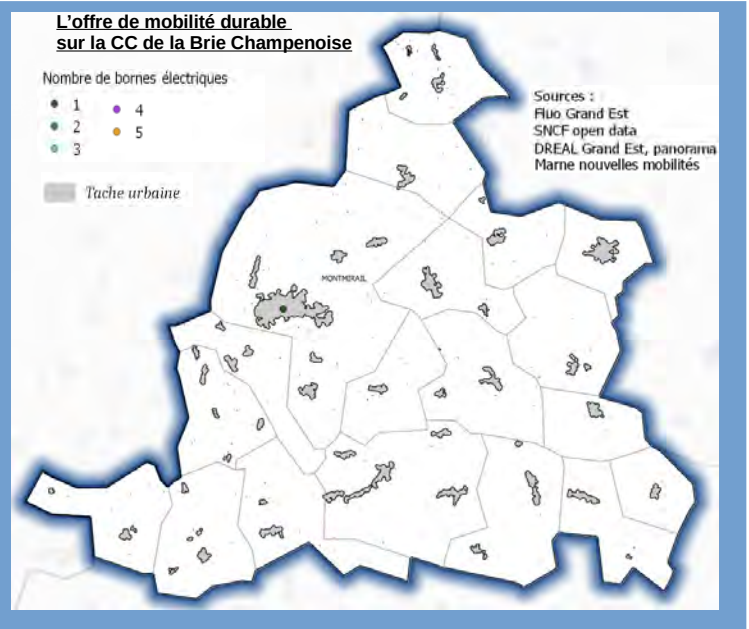 L'offre de mobilité durable
sur la CC de la Brie Champenoise
Nombre de bornes électriques
1
2
3
4
5
Tache urbaine
Sources :
Fluo Grand Est
SNCF open data
DREAL Grand Est, panorama
Marne nouvelles mobilités
MONTMIRAIL